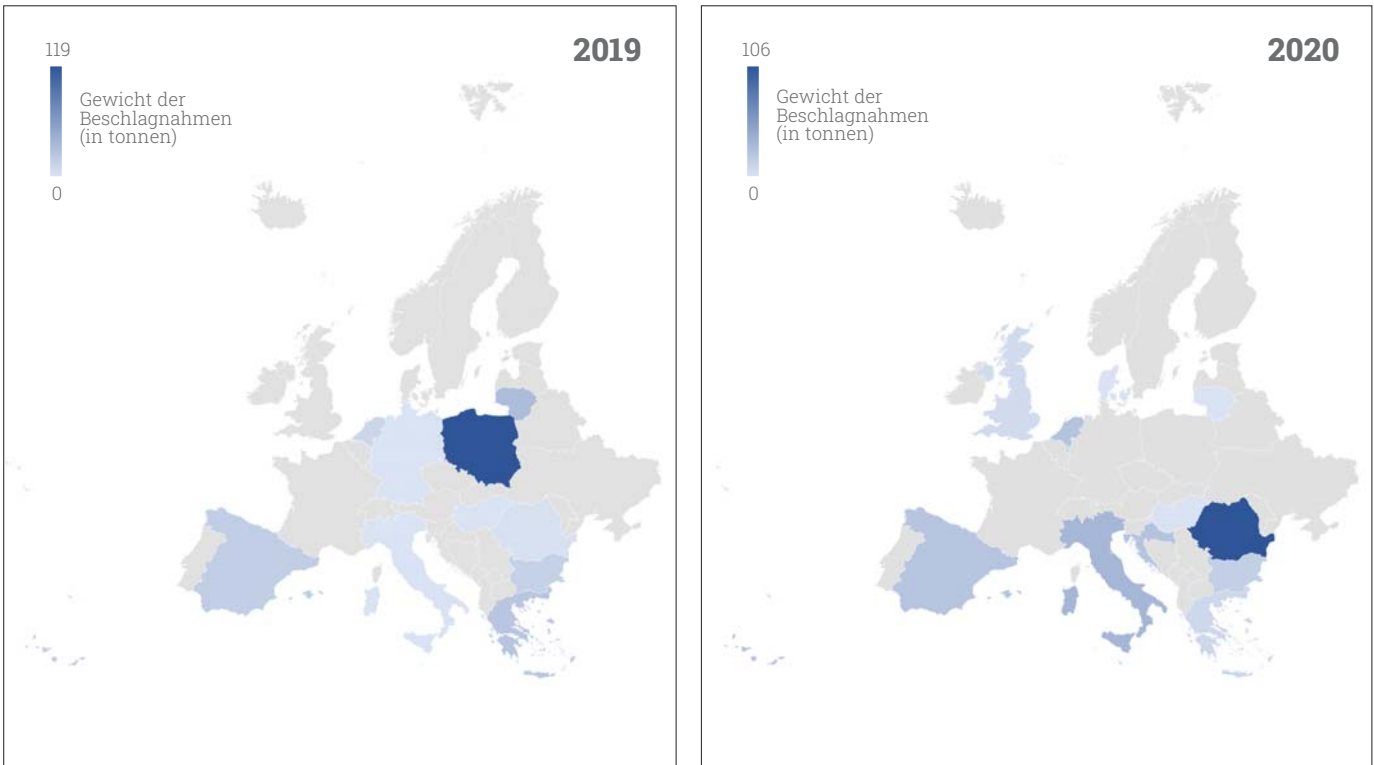 119
2019
Gewicht der
Beschlagnahmen
(in tonnen)
0
106
2020
Gewicht der
Beschlagnahmen
(in tonnen)
0